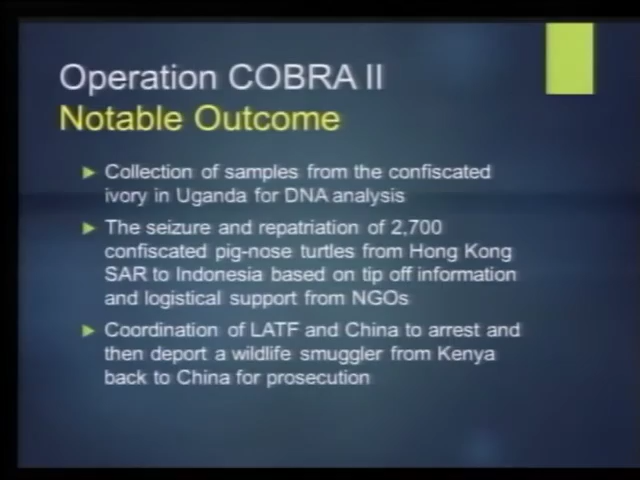 Operation COBRA II
Notable Outcome
Collection of samples from the confiscated
ivory in Uganda for DNA analysis
The seizure and repatriation of 2,700
confiscated pig-nose turtles from Hong Kong
SAR to Indonesia based on tip off information
and logistical support from NGOs
Coordination of LATF and China to arrest and
then deport a wildlife smuggler from Kenya
back to China for prosecution